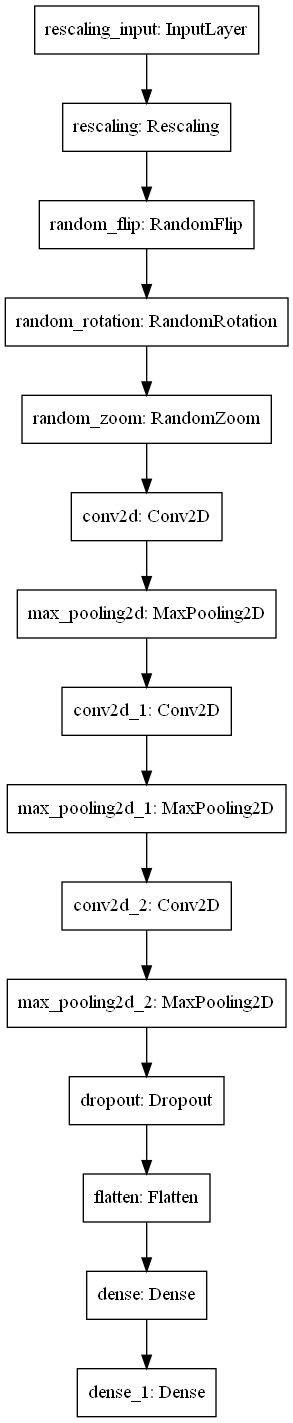 rescaling_input: InputLayer
rescaling: Rescaling
random_flip: RandomFlip
random_rotation: RandomRotation
random_zoom: RandomZoom
conv2d: Conv2D
max_pooling2d: MaxPooling2D
conv2d_1: Conv2D
max_pooling2d_1: MaxPooling2D
conv2d_2: Conv2D
max_pooling2d_2: MaxPooling2D
dropout: Dropout
flatten: Flatten
dense: Dense
dense_1: Dense